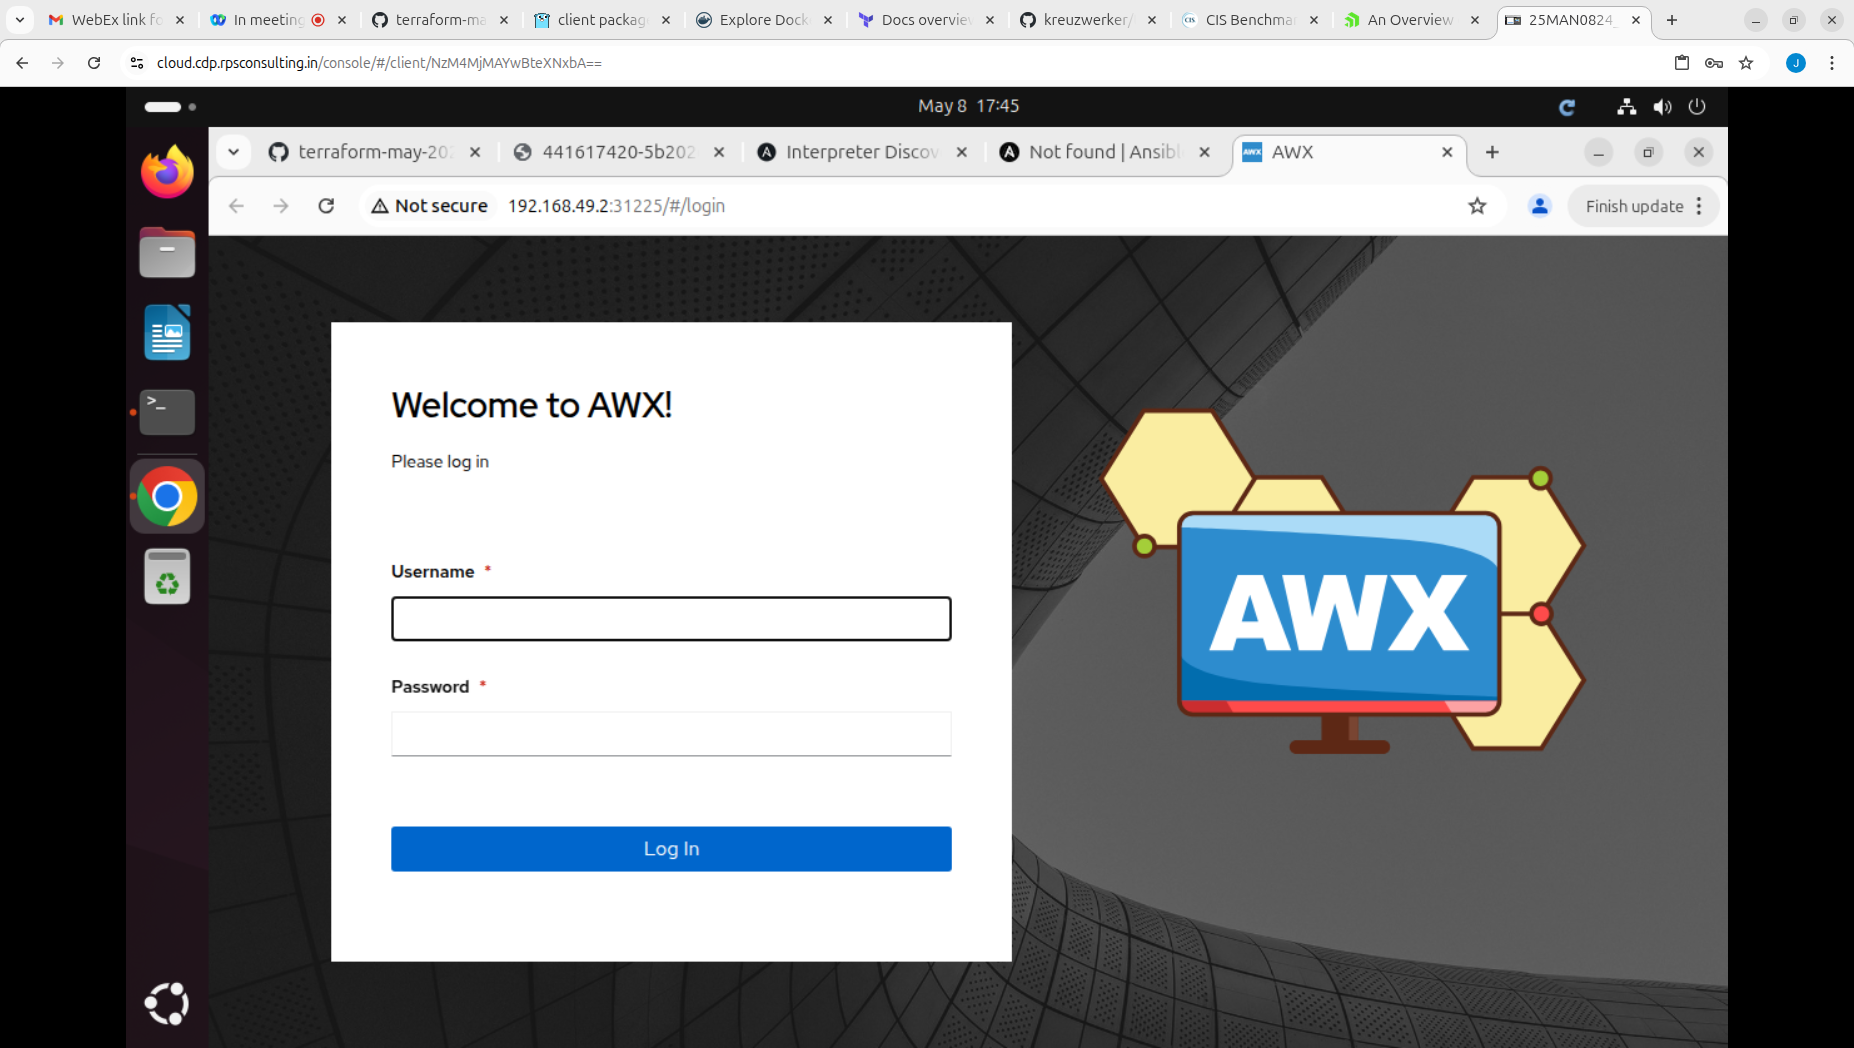 WebEx link fo
In meeting
terraform-ma
client packag
Explore Dock
Docs overview
kreuzwerker/
CIS Benchma
An Overview
25MAN0824_
cloud.cdp.rpsconsulting.in/console/#/client/NzM4MjMAYwBteXNxbA==
J
May 8 17:45
terraform-may-202
441617420-5b202
Interpreter Discov
Not found | Ansibl
AWX
Not secure
192.168.49.2:31225/#/login
Finish update
Welcome to AWX!
Please log in
Username *
Password *
Log In
AWX